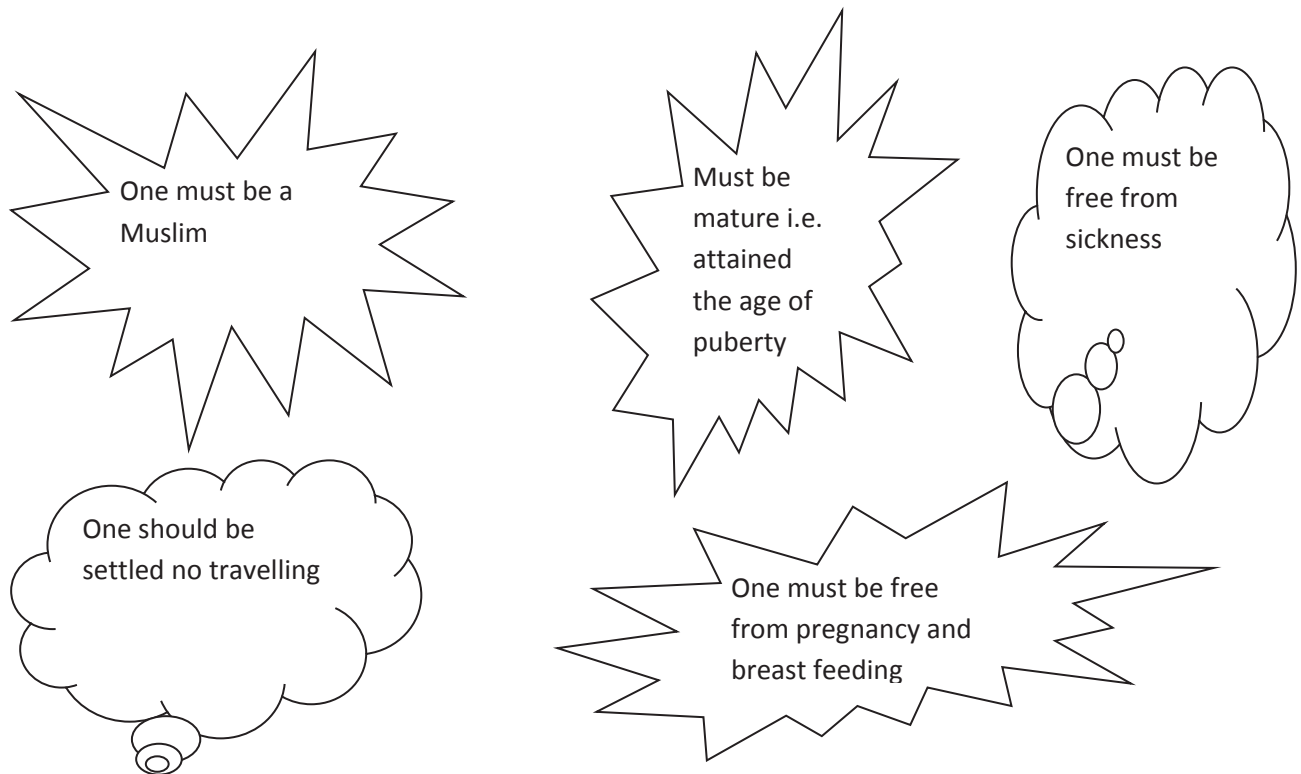 One must be a
Muslim
Must be
mature i.e.
attained
the age of
puberty
One must be
free from
sickness
One should be
settled no travelling
One must be free
from pregnancy and
breast feeding